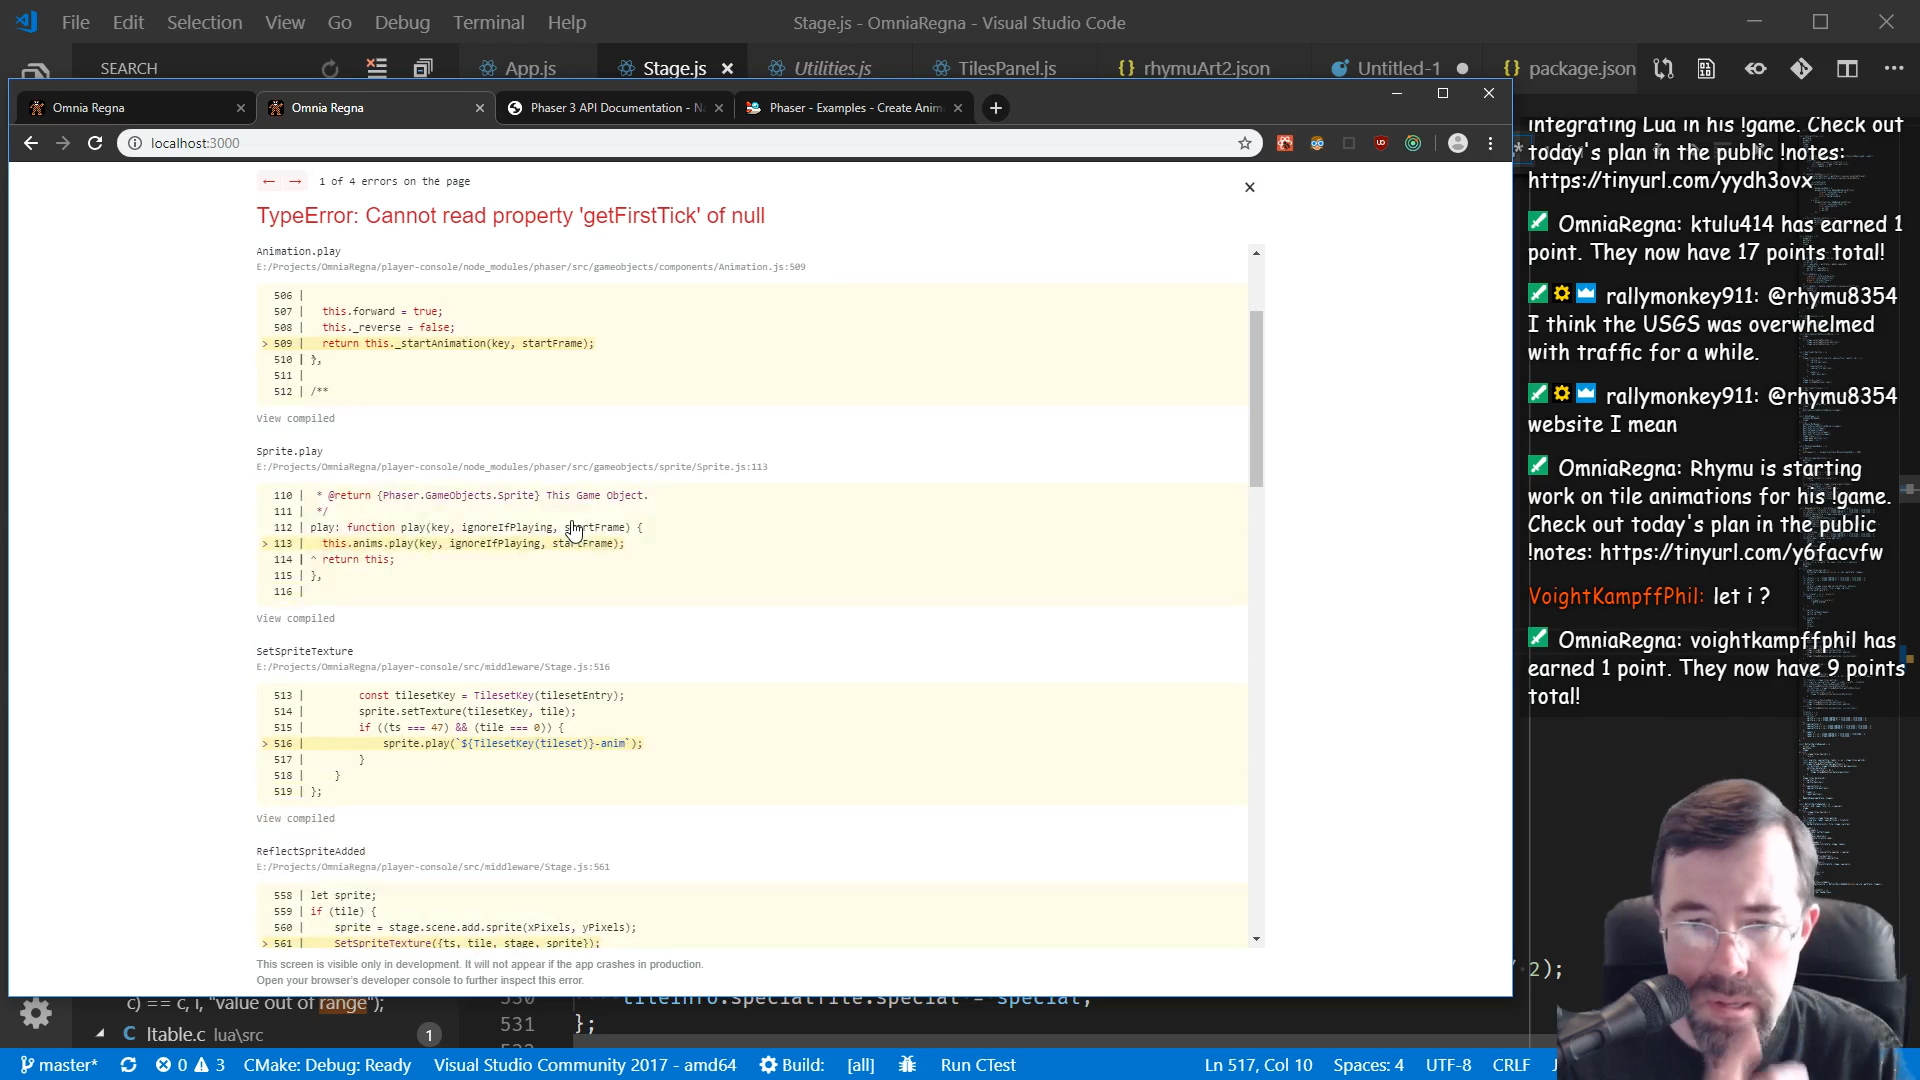 File Edit Selection View Go Debug Terminal Help
Stage.js - OmniaRegna - Visual Studio Code
SEARCH
App.js
Stage.js
Utilities.js
TilesPanel.js
{} rhymuArt2.json
Untitled-1
{} package.json
Omnia Regna
Omnia Regna
Phaser 3 API Documentation - N
Phaser - Examples - Create Anim
localhost:3000
← → 1 of 4 errors on the page
TypeError: Cannot read property 'getFirstTick' of null
Animation.play
E:/Projects/OmniaRegna/player-console/node_modules/phaser/src/gameobjects/components/Animation.js:509
506 |
507 | this.forward = true;
508 | this._reverse = false;
> 509 | return this._startAnimation(key, startFrame);
510 | },
511 |
512 | /**
View compiled
Sprite.play
E:/Projects/OmniaRegna/player-console/node_modules/phaser/src/gameobjects/sprite/Sprite.js:113
110 | * @return {Phaser.GameObjects.Sprite} This Game Object.
111 | */
112 | play: function play(key, ignoreIfPlaying, startFrame) {
> 113 | this.anims.play(key, ignoreIfPlaying, startFrame);
114 | ^ return this;
115 | },
116 |
View compiled
SetSpriteTexture
E:/Projects/OmniaRegna/player-console/src/middleware/Stage.js:516
513 | const tilesetKey = TilesetKey(tilesetEntry);
514 | sprite.setTexture(tilesetKey, tile);
515 | if ((ts === 47) && (tile === 0)) {
> 516 | sprite.play(`${TilesetKey(tileset)}-anim`);
517 | }
518 | }
519 | };
View compiled
ReflectSpriteAdded
E:/Projects/OmniaRegna/player-console/src/middleware/Stage.js:561
558 | let sprite;
559 | if (tile) {
560 | sprite = stage.scene.add.sprite(xPixels, yPixels);
> 561 | SetSpriteTexture({ts, tile, stage, sprite});
This screen is visible only in development. It will not appear if the app crashes in production.
Open your browser's developer console to further inspect this error.
integrating Lua in his !game. Check out
today's plan in the public !notes:
https://tinyurl.com/yydh3ovx
OmniaRegna: ktulu414 has earned 1
point. They now have 17 points total!
rallymonkey911: @rhymu8354
I think the USGS was overwhelmed
with traffic for a while.
rallymonkey911: @rhymu8354
website I mean
OmniaRegna: Rhymu is starting
work on tile animations for his !game.
Check out today's plan in the public
!notes: https://tinyurl.com/y6facvfw
VoightKampffPhil: let i ?
OmniaRegna: voightkampffphil has
earned 1 point. They now have 9 points
total!
2);
c) == c, i, "value out of range");
530 tileInfo.specialTile.special = special;
C ltable.c lua\src 1
531 };
master* 0 3 CMake: Debug: Ready Visual Studio Community 2017 - amd64 Build: [all] Run CTest Ln 517, Col 10 Spaces: 4 UTF-8 CRLF